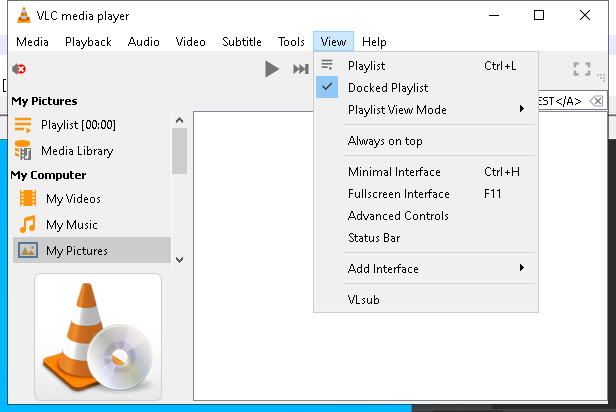 VLC media player
Media Playback Audio Video Subtitle Tools View Help
Playlist Ctrl+L
Docked Playlist
Playlist View Mode
Always on top
Minimal Interface Ctrl+H
Fullscreen Interface F11
Advanced Controls
Status Bar
Add Interface
VLsub
EST</A>
My Pictures
Playlist [00:00]
Media Library
My Computer
My Videos
My Music
My Pictures